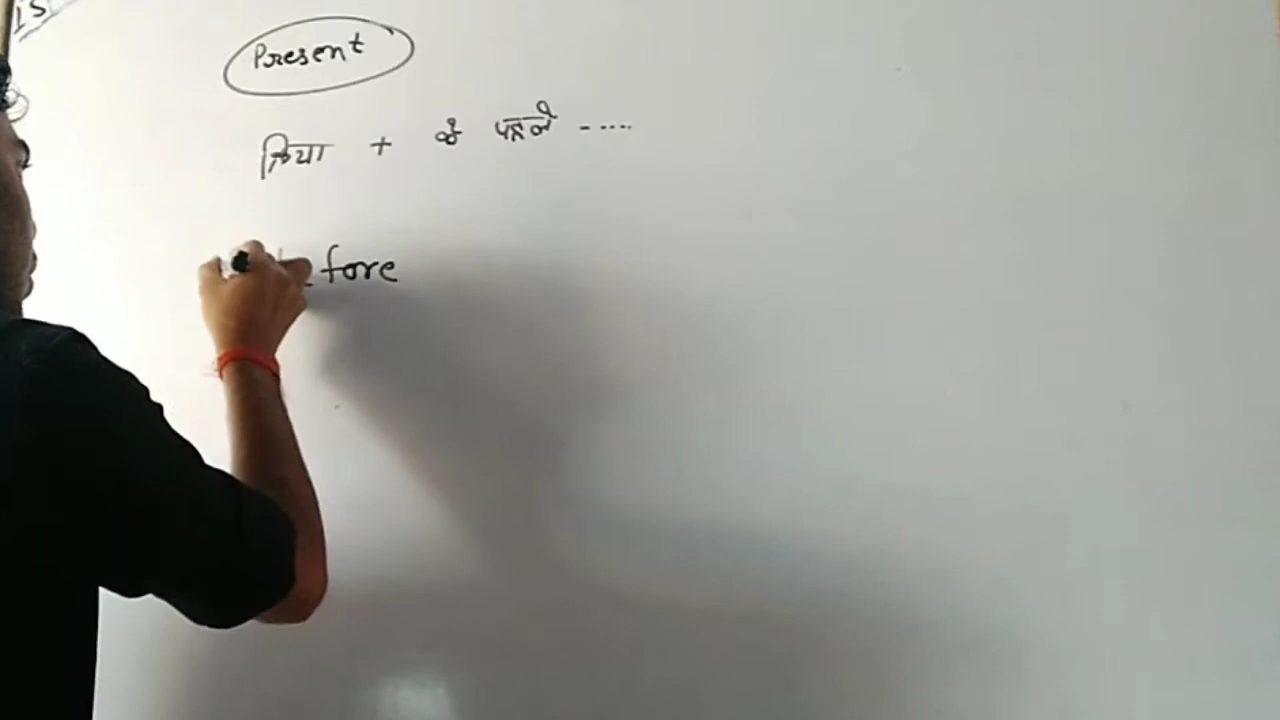 Present
क्रिया + के पहले -----
fore